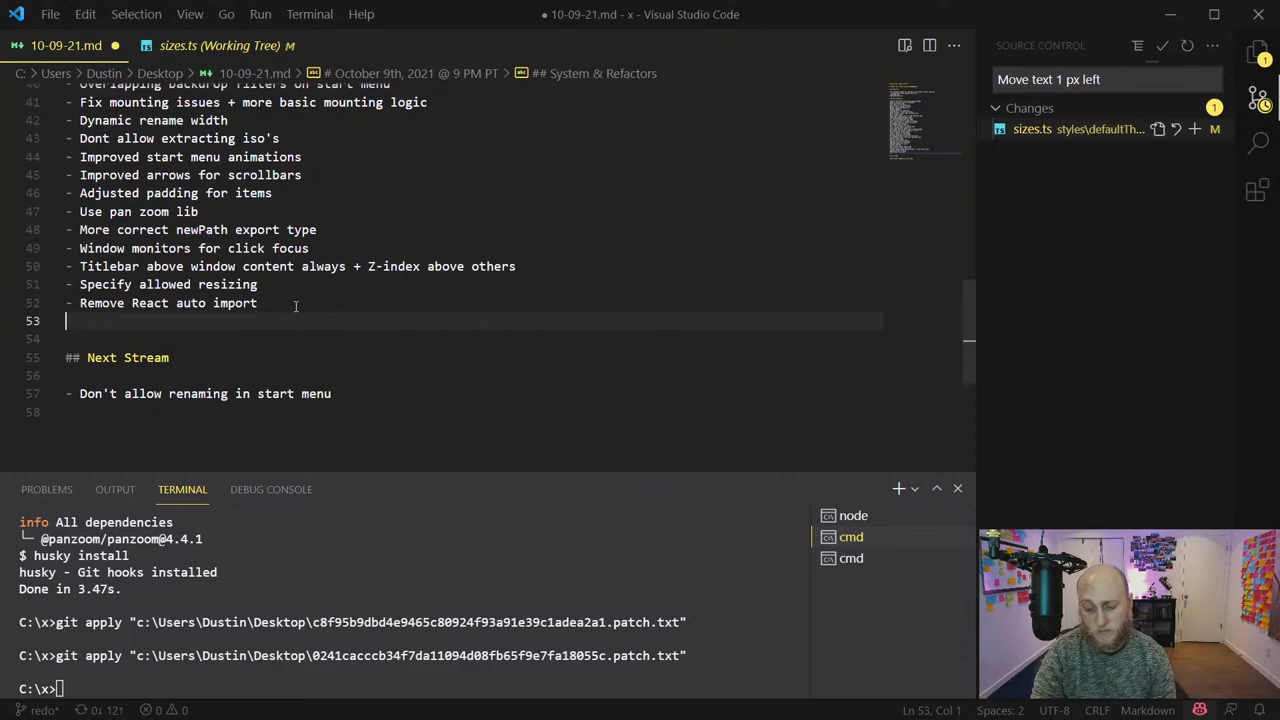 File Edit Selection View Go Run Terminal Help
● 10-09-21.md - x - Visual Studio Code
10-09-21.md ●
sizes.ts (Working Tree) M
C: > Users > Dustin > Desktop > 10-09-21.md > # October 9th, 2021 @ 9 PM PT > ## System & Refactors
40 - Overlapping backdrop filters on start menu
41 - Fix mounting issues + more basic mounting logic
42 - Dynamic rename width
43 - Dont allow extracting iso's
44 - Improved start menu animations
45 - Improved arrows for scrollbars
46 - Adjusted padding for items
47 - Use pan zoom lib
48 - More correct newPath export type
49 - Window monitors for click focus
50 - Titlebar above window content always + Z-index above others
51 - Specify allowed resizing
52 - Remove React auto import
53
54
55 ## Next Stream
56
57 - Don't allow renaming in start menu
58
SOURCE CONTROL
Move text 1 px left
Changes 1
sizes.ts styles\defaultTh... M
1
PROBLEMS OUTPUT TERMINAL DEBUG CONSOLE
info All dependencies
└─ @panzoom/panzoom@4.4.1
$ husky install
husky - Git hooks installed
Done in 3.47s.
C:\x>git apply "c:\Users\Dustin\Desktop\c8f95b9dbd4e9465c80924f93a91e39c1adea2a1.patch.txt"
C:\x>git apply "c:\Users\Dustin\Desktop\0241cacccb34f7da11094d08fb65f9e7fa18055c.patch.txt"
C:\x>
node
cmd
cmd
redo* 0↓ 12↑ 0 0
Ln 53, Col 1 Spaces: 2 UTF-8 CRLF Markdown